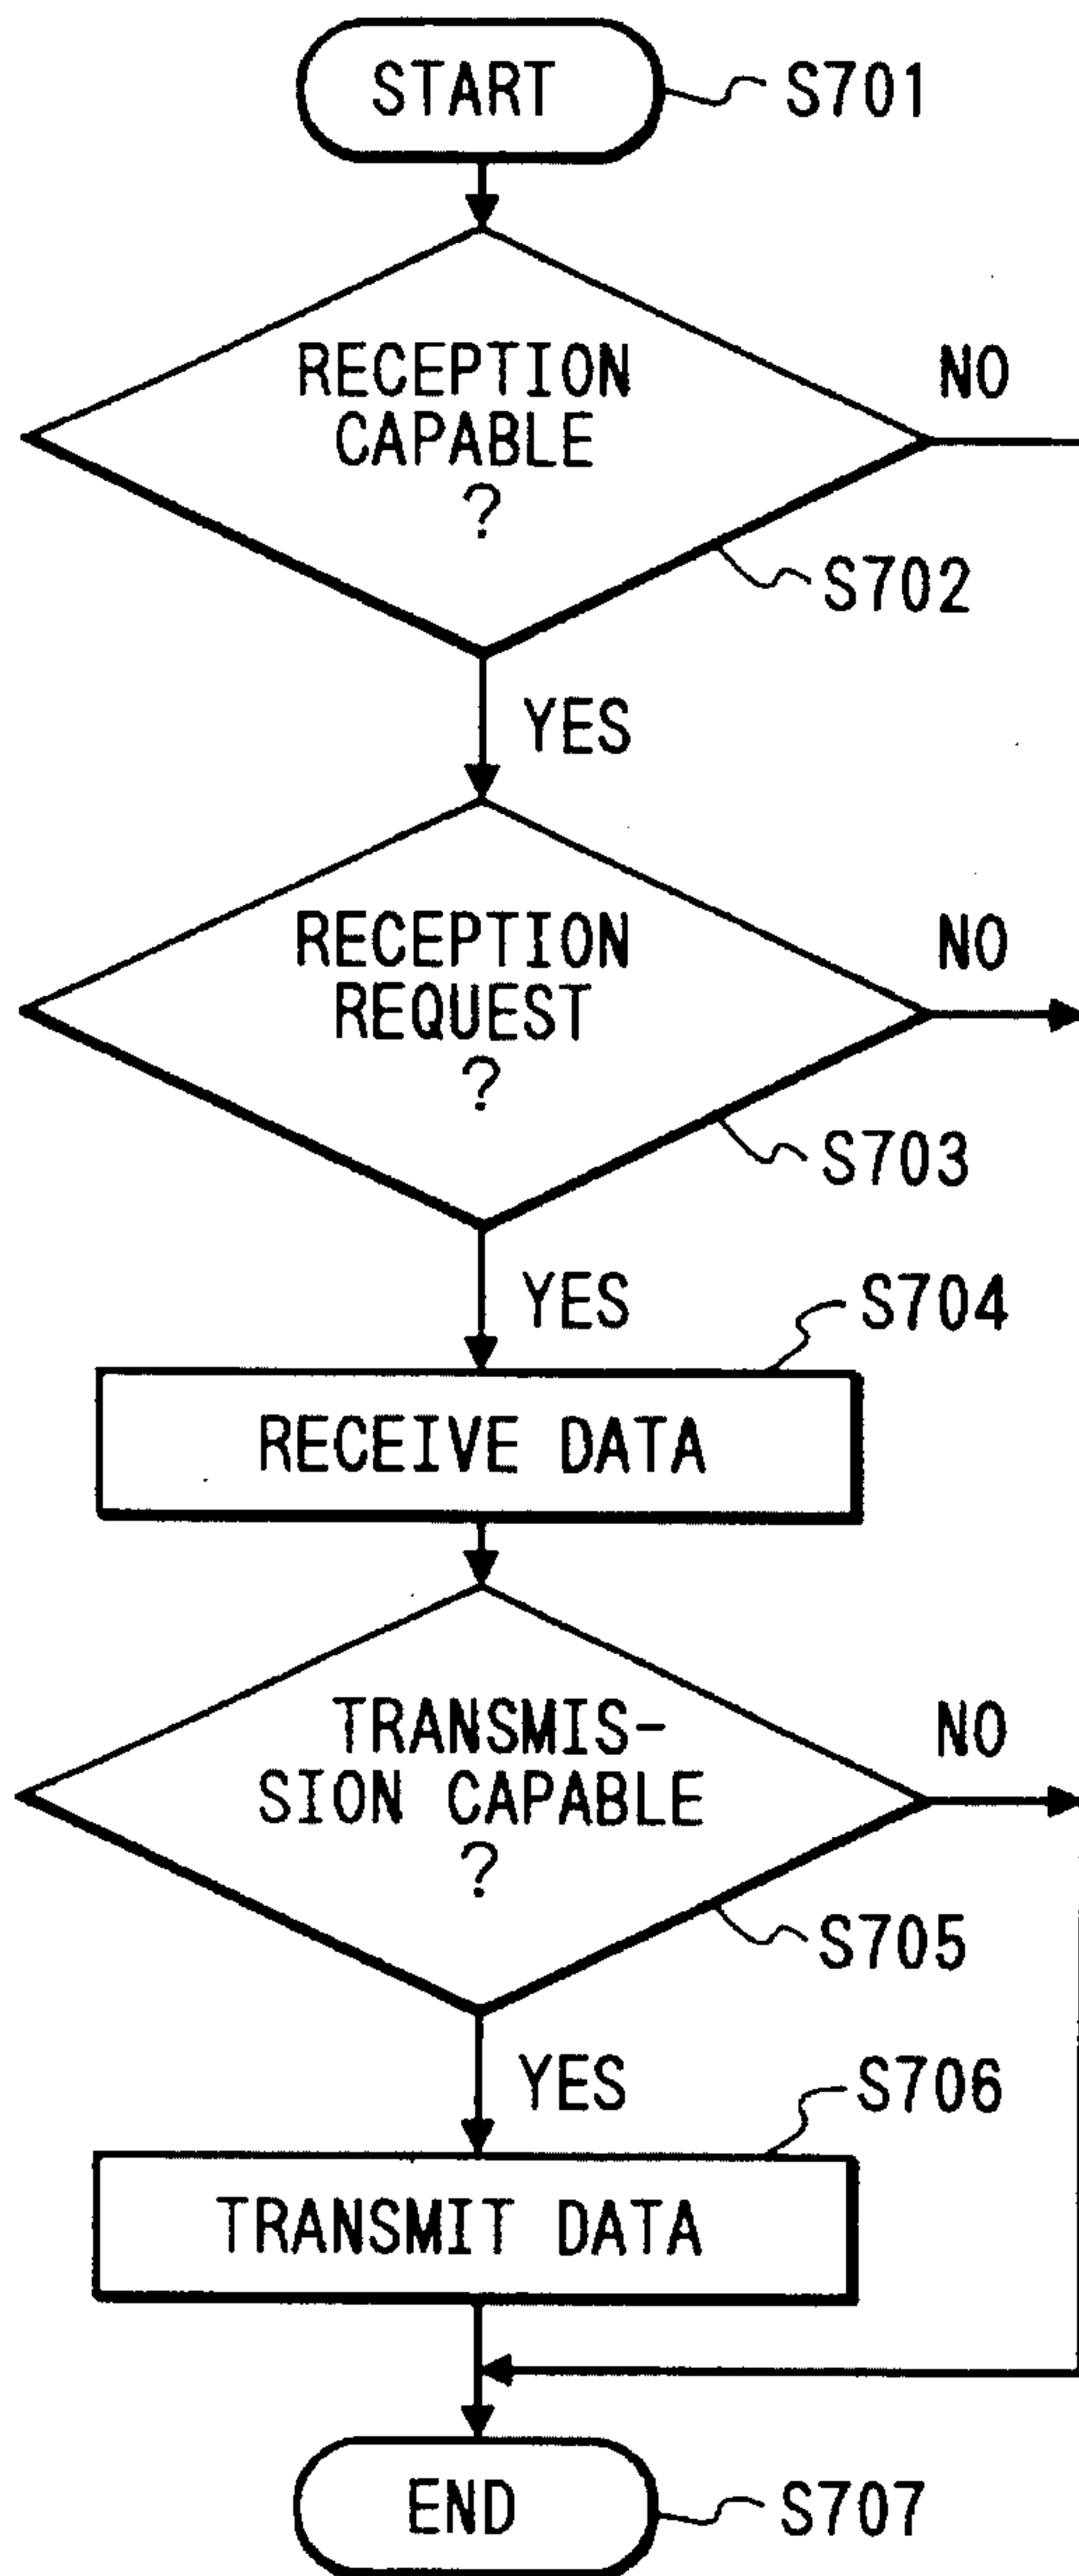 START
S701
RECEPTION
CAPABLE
?
NO
S702
YES
RECEPTION
REQUEST
?
NO
S703
YES
S704
RECEIVE DATA
TRANSMIS-
SION CAPABLE
?
NO
S705
YES
S706
TRANSMIT DATA
END
S707